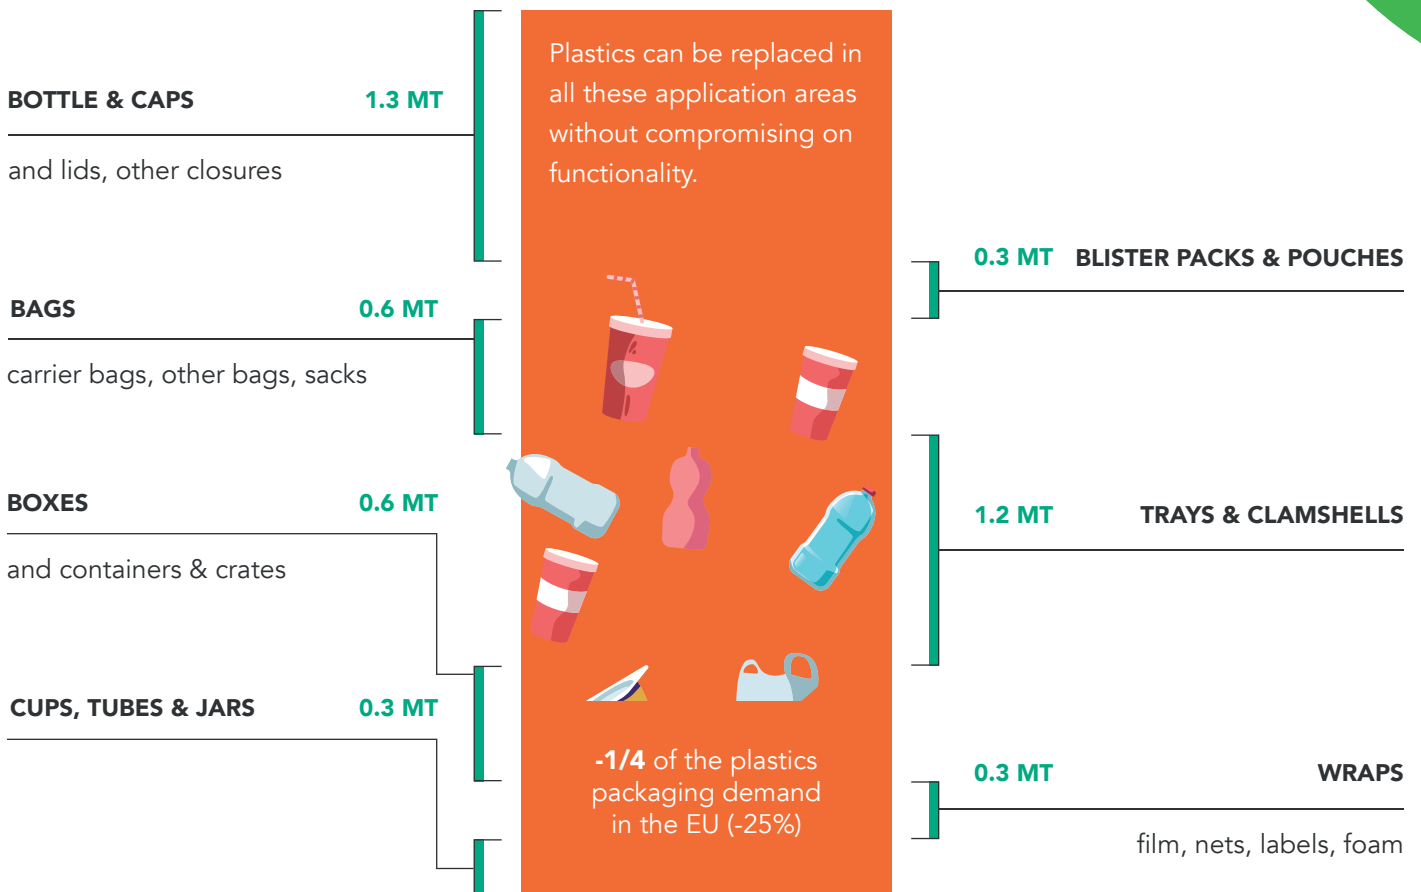 Plastics can be replaced in
all these application areas
without compromising on
functionality.
BOTTLE & CAPS 1.3 MT
and lids, other closures
BAGS 0.6 MT
carrier bags, other bags, sacks
BOXES 0.6 MT
and containers & crates
CUPS, TUBES & JARS 0.3 MT
0.3 MT BLISTER PACKS & POUCHES
1.2 MT TRAYS & CLAMSHELLS
0.3 MT WRAPS
film, nets, labels, foam
-1/4 of the plastics
packaging demand
in the EU (-25%)